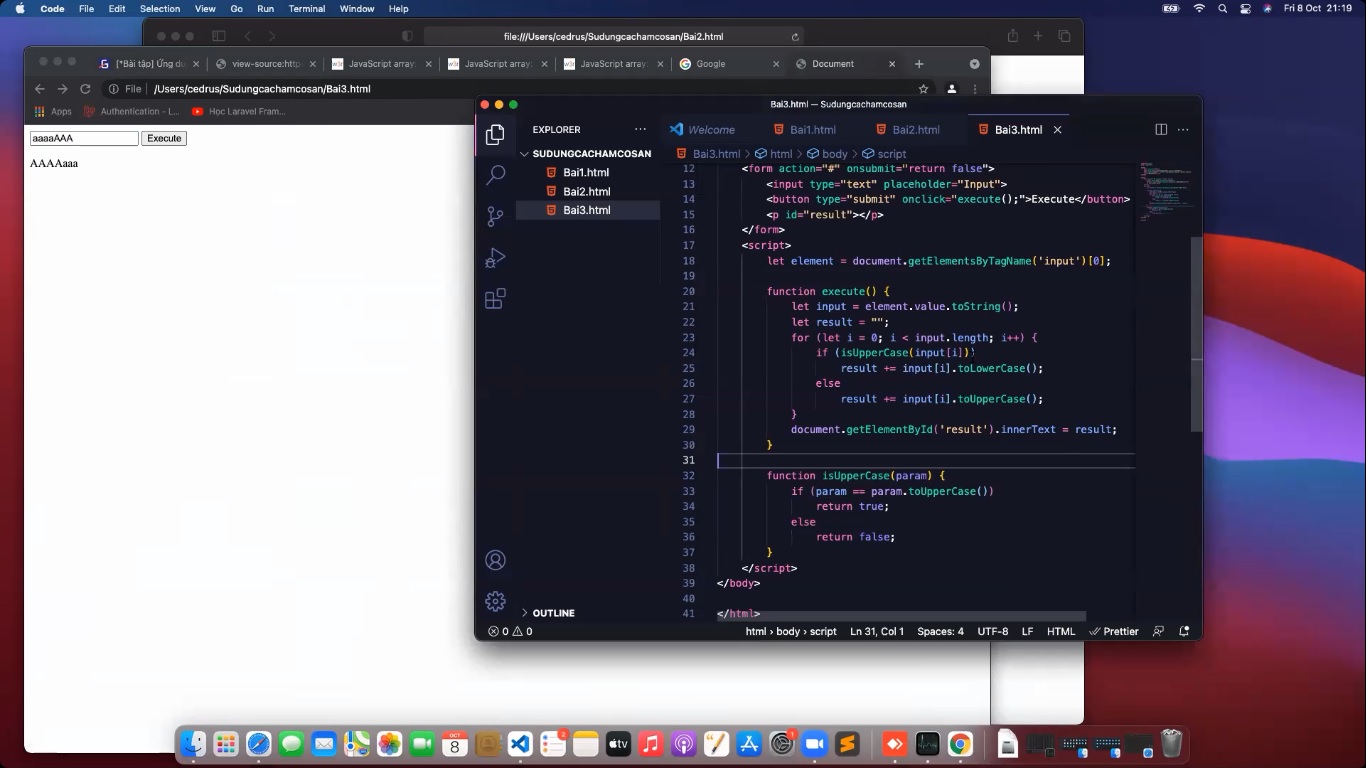 Code File Edit Selection View Go Run Terminal Window Help
Fri 8 Oct 21:19
file:///Users/cedrus/Sudungcachamcosan/Bai2.html
[*Bài tập] Ứng dụ
view-source:http
JavaScript array
JavaScript array
JavaScript array
Google
Document
File /Users/cedrus/Sudungcachamcosan/Bai3.html
Apps Authentication - L... Học Laravel Fram...
aaaaAAA Execute
AAAAaaa
Bai3.html — Sudungcachamcosan
EXPLORER ···
SUDUNGCACHAMCOSAN
Bai1.html
Bai2.html
Bai3.html
OUTLINE
Welcome Bai1.html Bai2.html Bai3.html
Bai3.html > html > body > script
12 <form action="#" onsubmit="return false">
13 <input type="text" placeholder="Input">
14 <button type="submit" onclick="execute();">Execute</button>
15 <p id="result"></p>
16 </form>
17 <script>
18 let element = document.getElementsByTagName('input')[0];
19
20 function execute() {
21 let input = element.value.toString();
22 let result = "";
23 for (let i = 0; i < input.length; i++) {
24 if (isUpperCase(input[i]))
25 result += input[i].toLowerCase();
26 else
27 result += input[i].toUpperCase();
28 }
29 document.getElementById('result').innerText = result;
30 }
31
32 function isUpperCase(param) {
33 if (param == param.toUpperCase())
34 return true;
35 else
36 return false;
37 }
38 </script>
39 </body>
40
41 </html>
0 0 html › body › script Ln 31, Col 1 Spaces: 4 UTF-8 LF HTML Prettier
OCT
8
2
tv
1